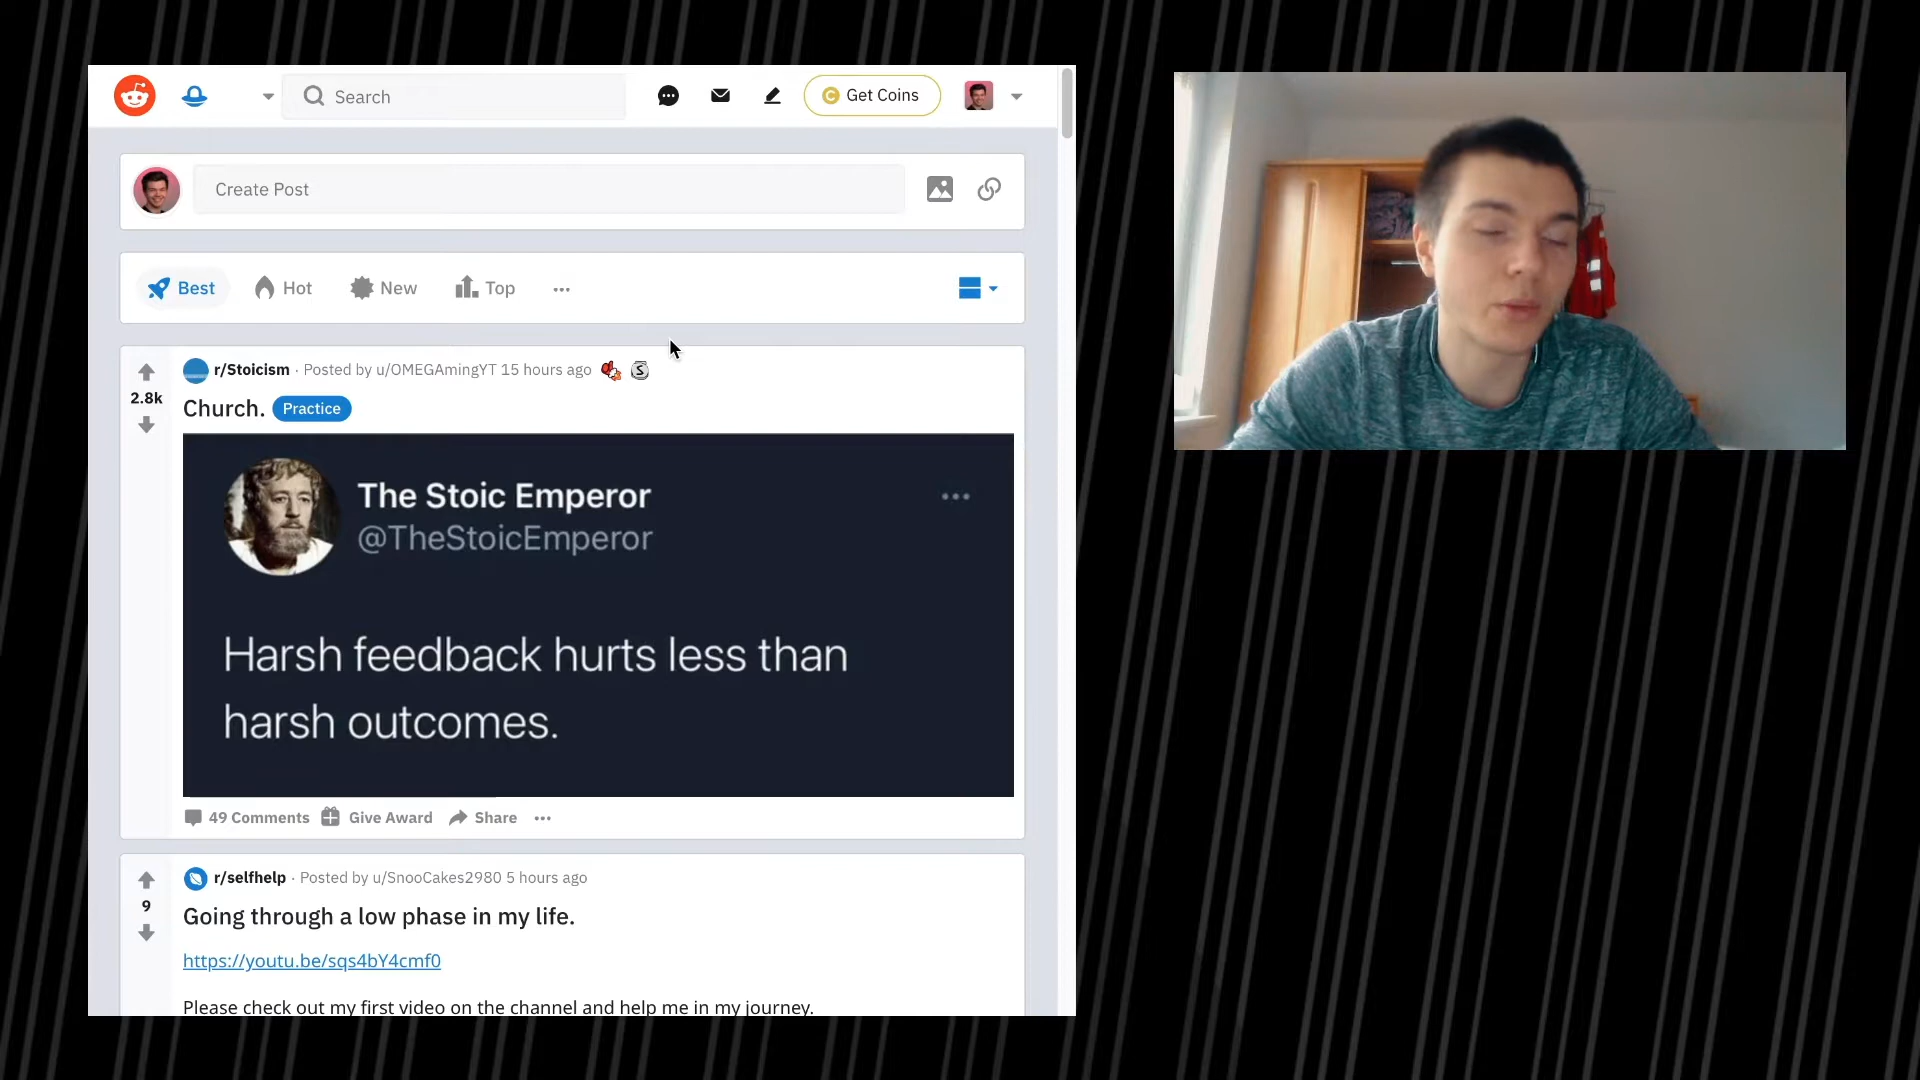 Search
Get Coins
Create Post
Best Hot New Top ...
r/Stoicism · Posted by u/OMEGAmingYT 15 hours ago
2.8k
Church. Practice
The Stoic Emperor
@TheStoicEmperor
Harsh feedback hurts less than
harsh outcomes.
49 Comments Give Award Share ...
r/selfhelp · Posted by u/SnooCakes2980 5 hours ago
9
Going through a low phase in my life.
https://youtu.be/sqs4bY4cmf0
Please check out my first video on the channel and help me in my journey.